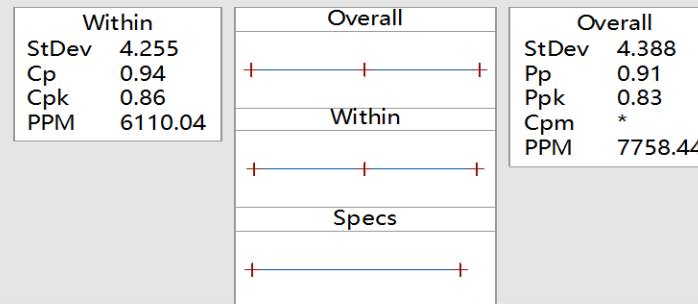 Within
StDev 4.255
Cp 0.94
Cpk 0.86
PPM 6110.04
Overall
Within
Specs
Overall
StDev 4.388
Pp 0.91
Ppk 0.83
Cpm *
PPM 7758.44